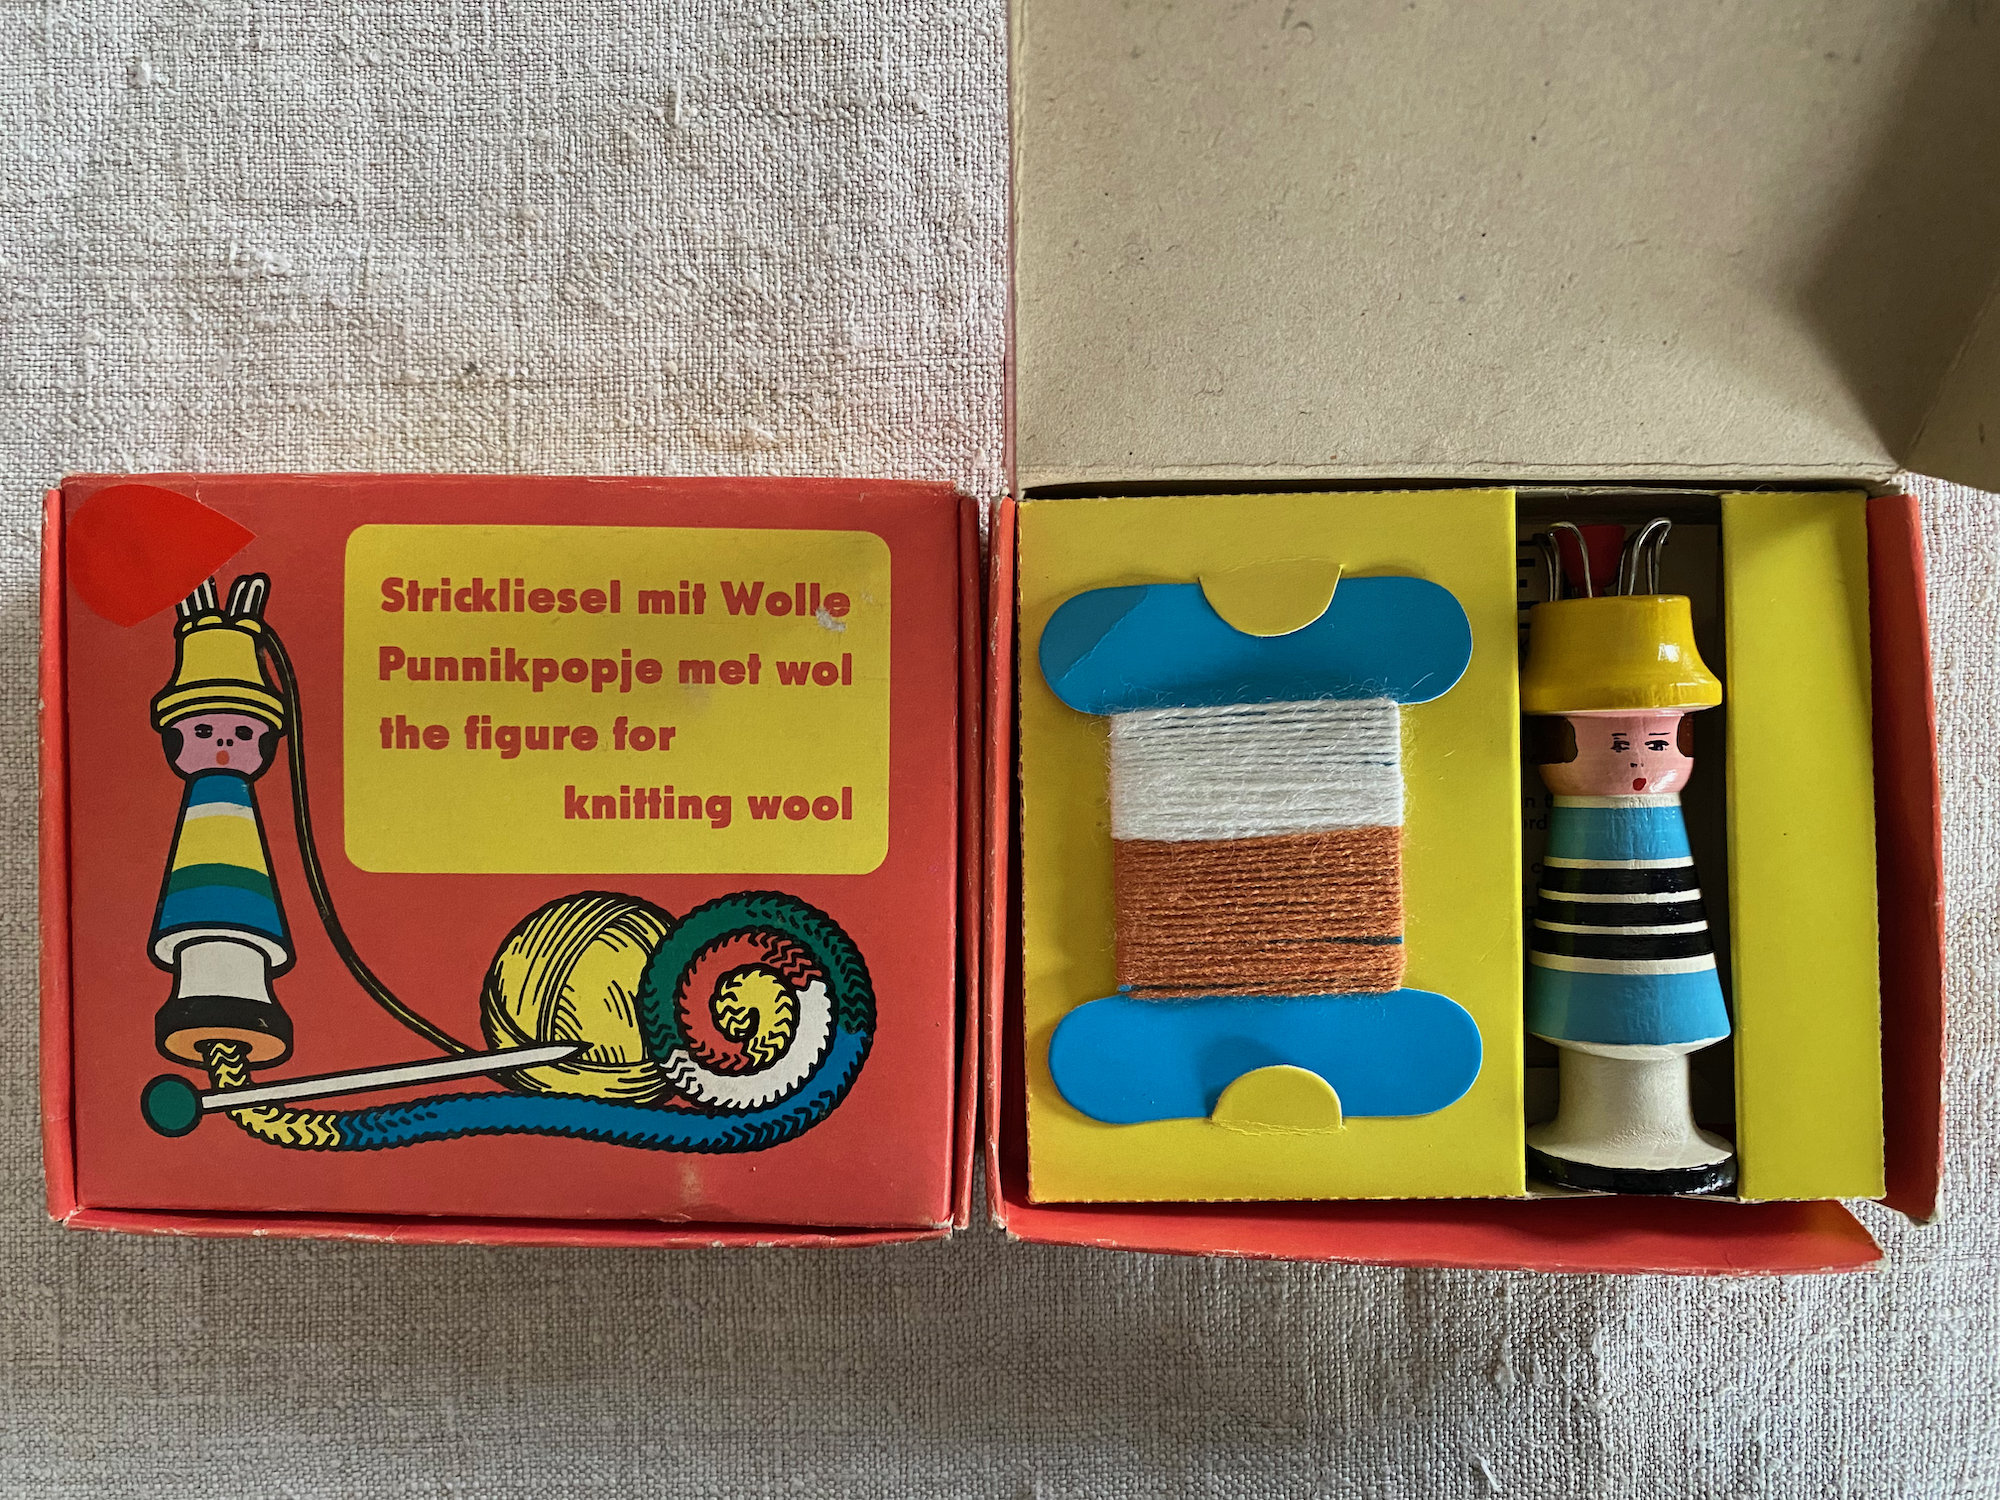 Strickliesel mit Wolle
Punnikpopje met wol
the figure for
knitting wool